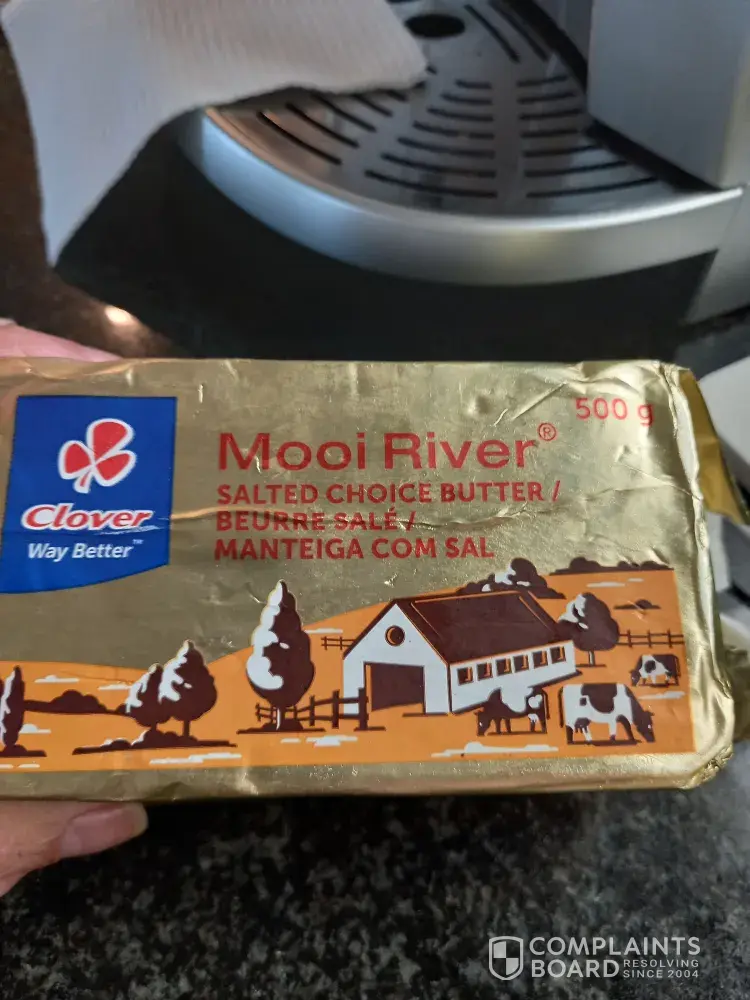 500 g
Mooi River®
SALTED CHOICE BUTTER /
BEURRE SALÉ /
MANTEIGA COM SAL
Clover
Way Better™
COMPLAINTS
BOARD RESOLVING
SINCE 2004